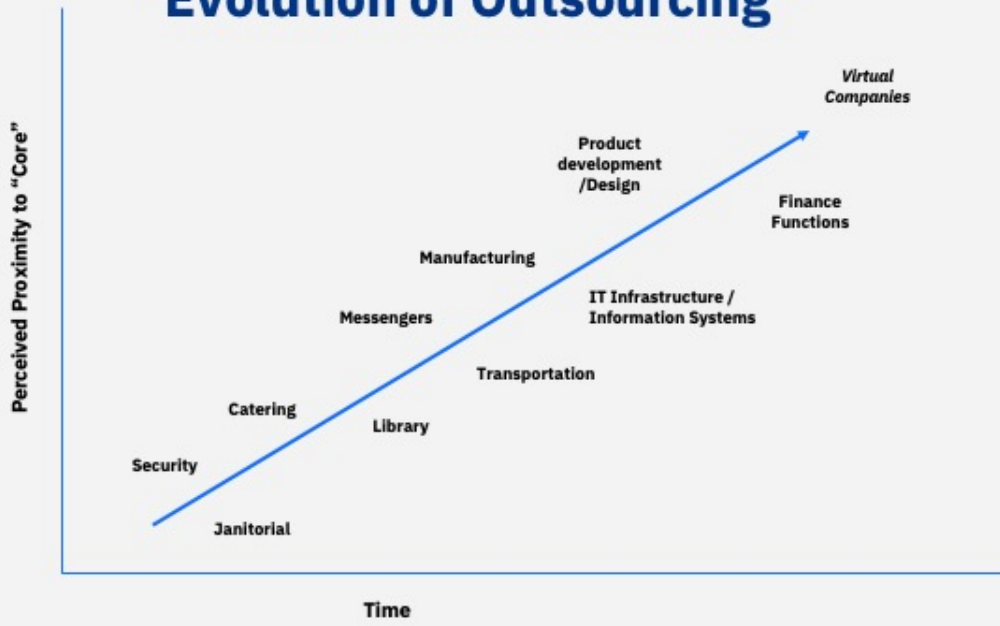 Evolution of Outsourcing
Virtual
Companies
Product
development
/Design
Finance
Functions
Manufacturing
IT Infrastructure /
Information Systems
Messengers
Transportation
Catering
Library
Security
Janitorial
Perceived Proximity to “Core”
Time